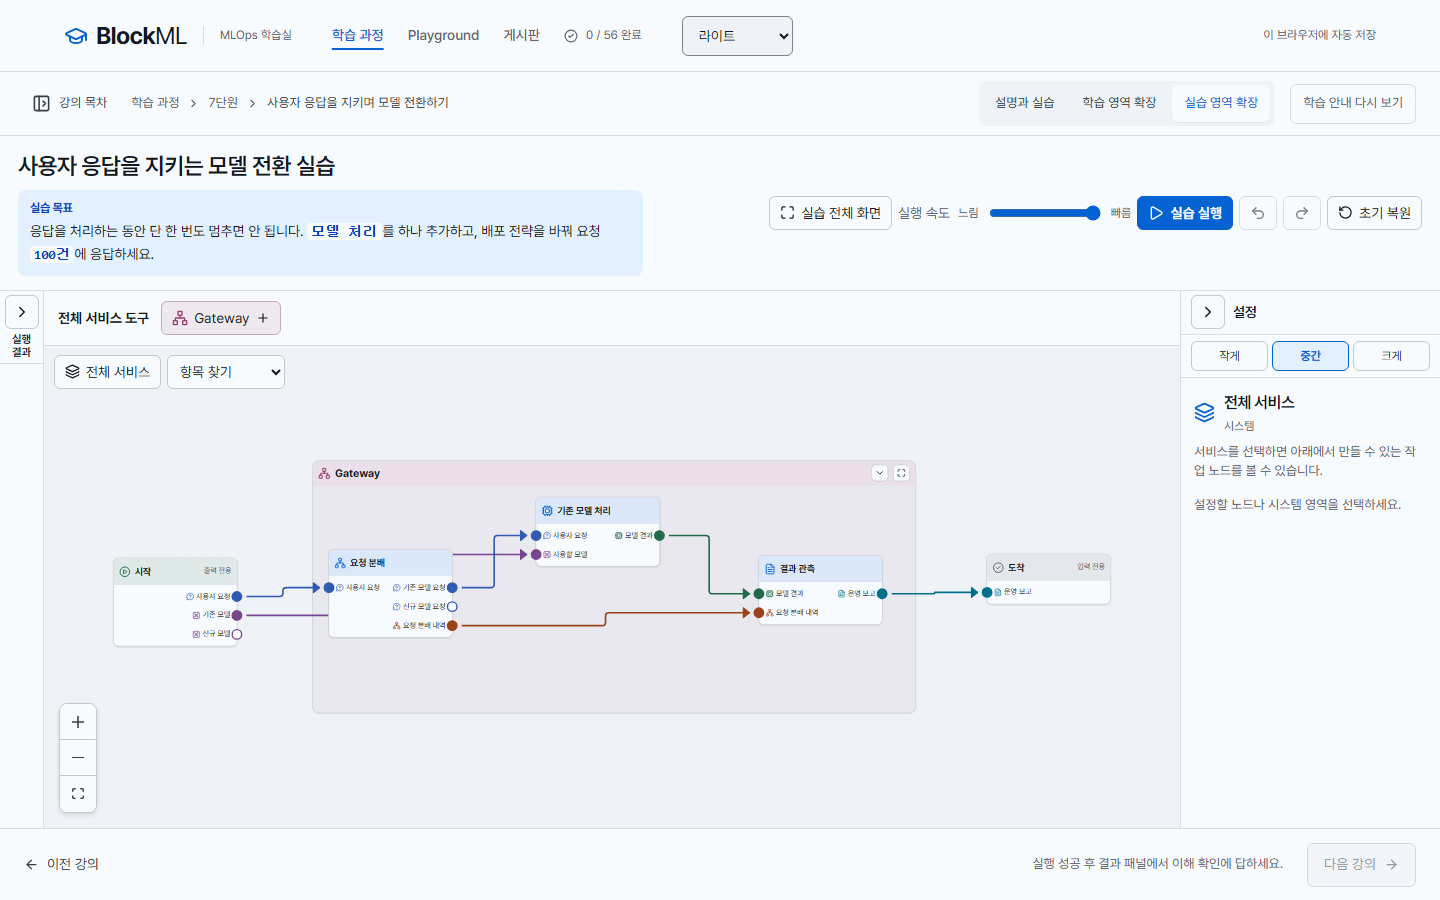 BlockML
MLOps 학습실
학습 과정
Playground
게시판
0 / 56 완료
라이트
이 브라우저에 자동 저장
강의 목차
학습 과정 > 7단원 > 사용자 응답을 지키며 모델 전환하기
설명과 실습
학습 영역 확장
실습 영역 확장
학습 안내 다시 보기
사용자 응답을 지키는 모델 전환 실습
실습 목표
응답을 처리하는 동안 단 한 번도 멈추면 안 됩니다. 모델 처리 를 하나 추가하고, 배포 전략을 바꿔 요청
100건 에 응답하세요.
실습 전체 화면
실행 속도
느림
빠름
실습 실행
초기 복원
실행
결과
전체 서비스 도구
Gateway +
설정
전체 서비스
항목 찾기
작게
중간
크게
전체 서비스
시스템
서비스를 선택하면 아래에서 만들 수 있는 작
업 노드를 볼 수 있습니다.
설정할 노드나 시스템 영역을 선택하세요.
Gateway
시작
출력 전용
사용자 요청
기존 모델
신규 모델
요청 분배
사용자 요청
기존 모델 요청
신규 모델 요청
요청 분배 내역
기존 모델 처리
사용자 요청
모델 결과
사용할 모델
결과 관측
모델 결과
운영 보고
요청 분배 내역
도착
입력 전용
운영 보고
이전 강의
실행 성공 후 결과 패널에서 이해 확인에 답하세요.
다음 강의